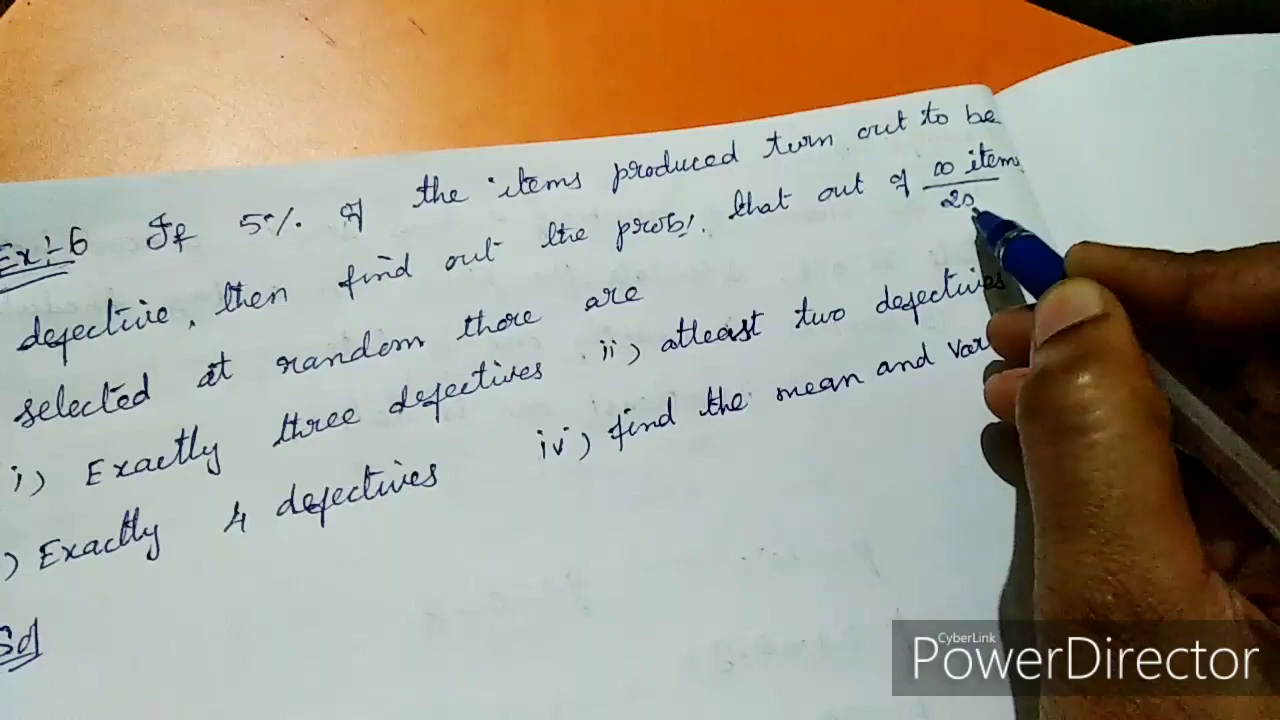 Ex:- 6 If 5% of the items produced turn out to be
defective, then find out the prob!. that out of 20 items
20
selected at random there are
i) Exactly three defectives ii) atleast two defectives
) Exactly 4 defectives iv) find the mean and var
Sol
CyberLink
PowerDirector